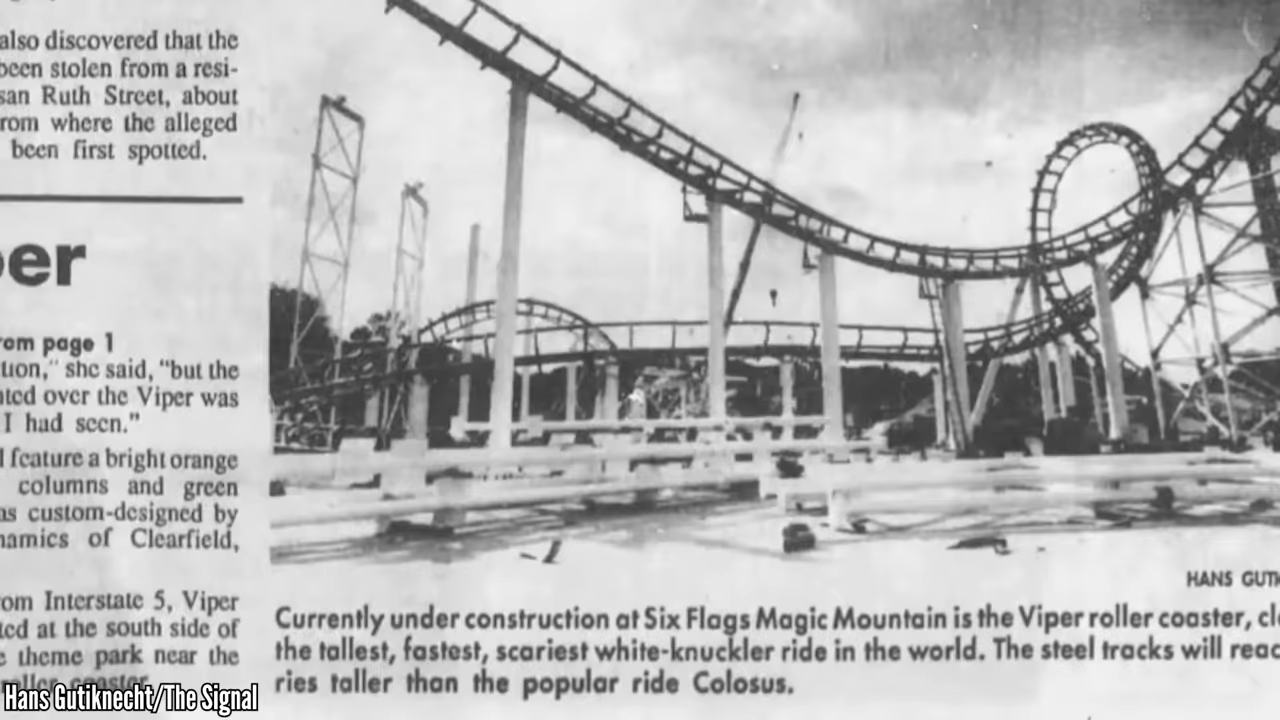 also discovered that the
been stolen from a resi-
san Ruth Street, about
rom where the alleged
been first spotted.
per
rom page 1
tion," she said, "but the
ted over the Viper was
I had seen."
l feature a bright orange
columns and green
as custom-designed by
namics of Clearfield,
om Interstate 5, Viper
ted at the south side of
e theme park near the
roller coaster
HANS GUTI
Currently under construction at Six Flags Magic Mountain is the Viper roller coaster, cl
the tallest, fastest, scariest white-knuckler ride in the world. The steel tracks will reac
ries taller than the popular ride Colosus.
Hans Gutiknecht/The Signal